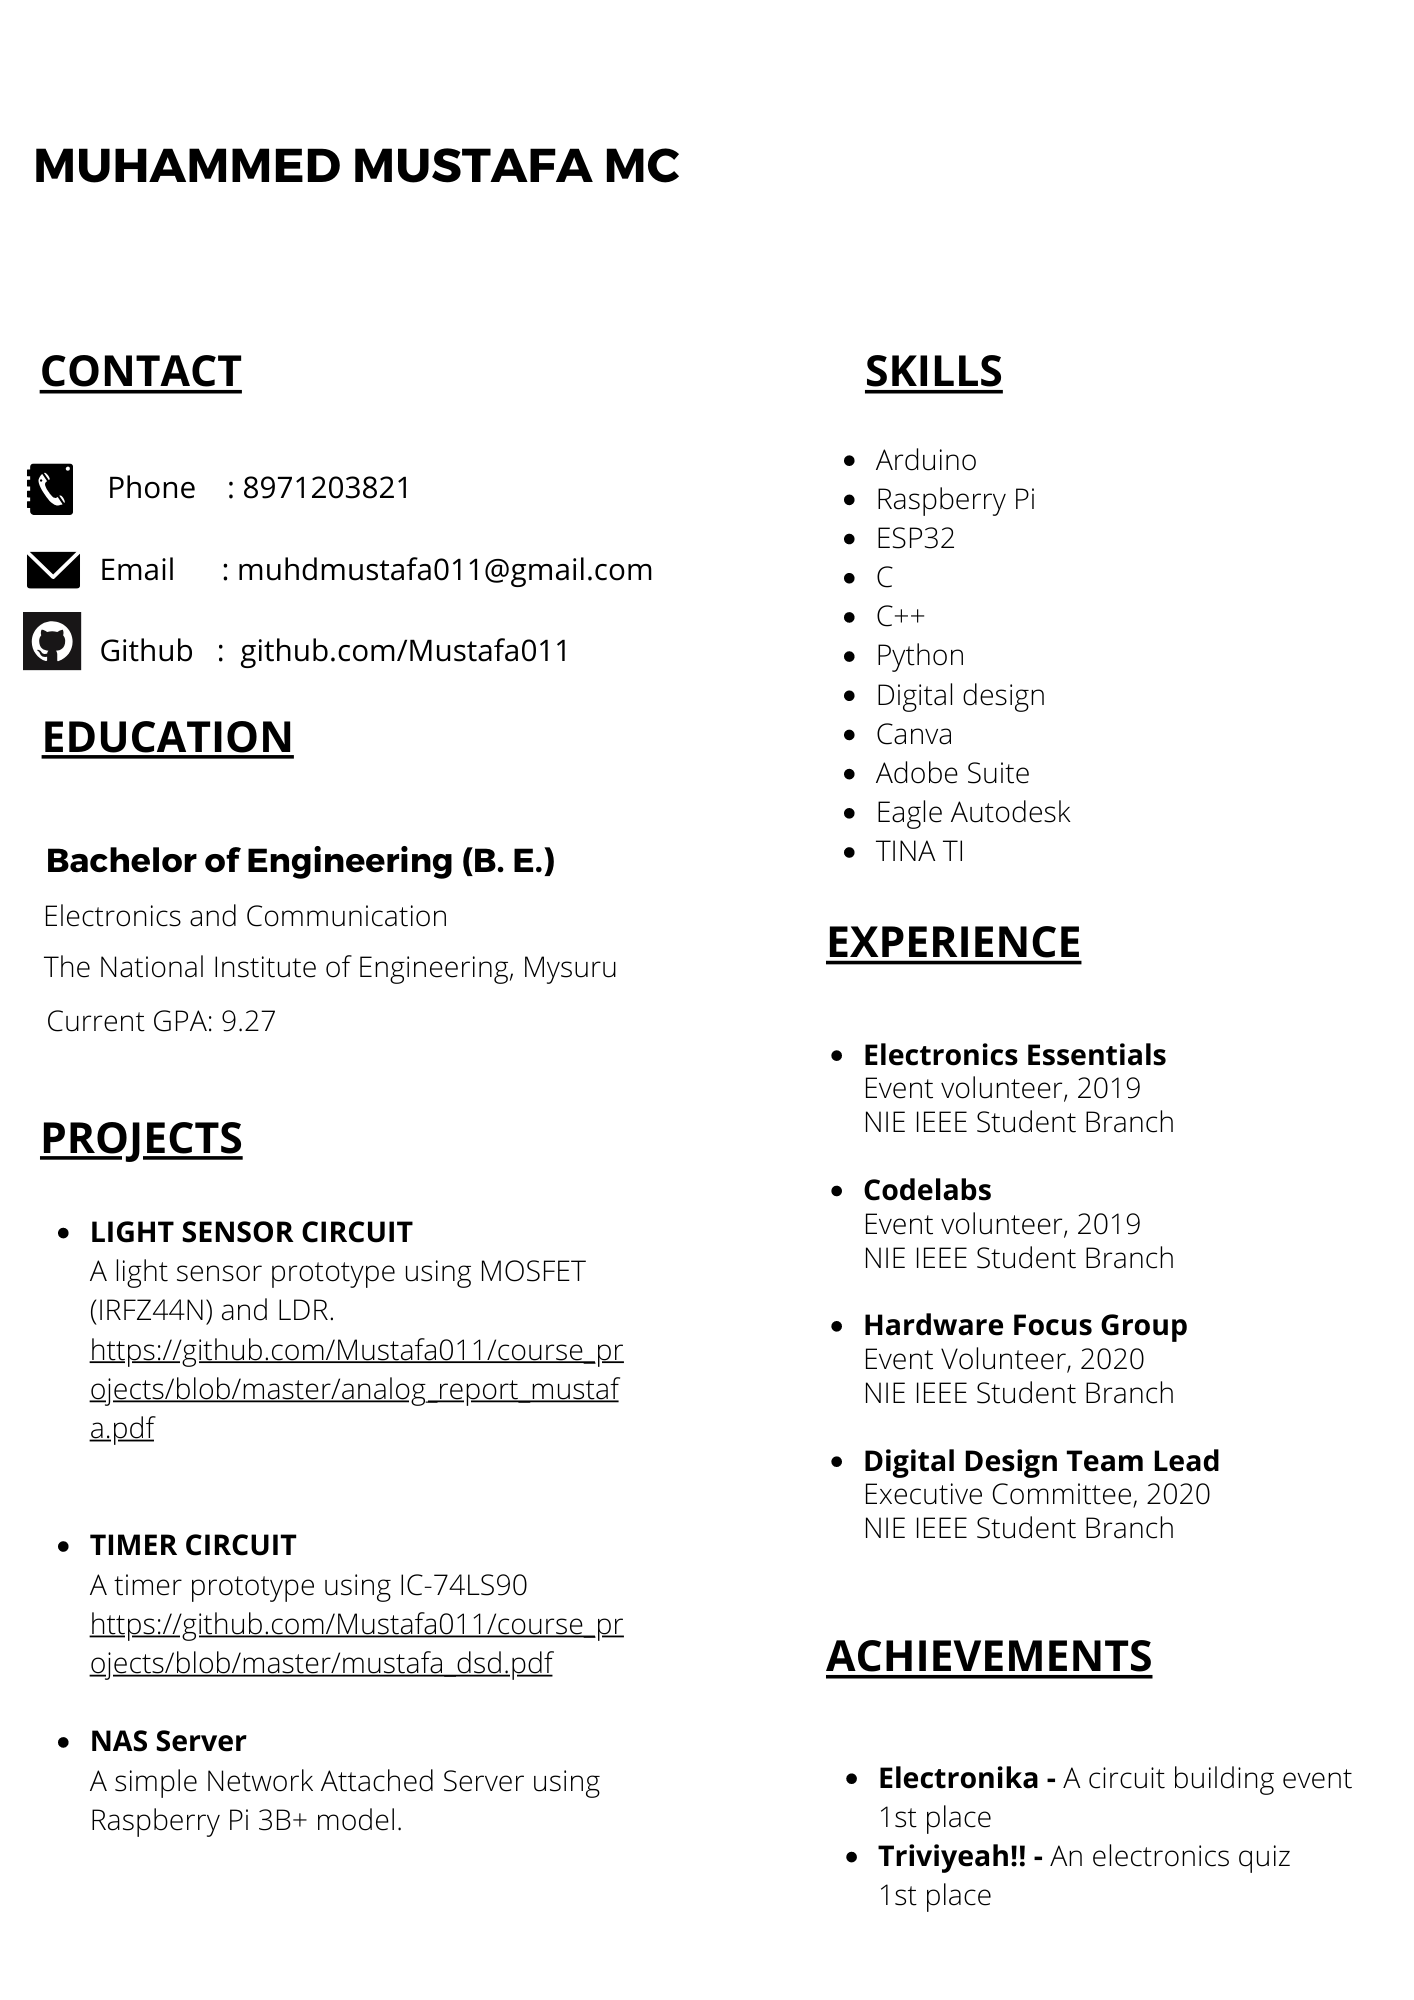 MUHAMMED MUSTAFA MC
CONTACT
Phone : 8971203821
Email : muhdmustafa011@gmail.com
Github : github.com/Mustafa011
EDUCATION
Bachelor of Engineering (B. E.)
Electronics and Communication
The National Institute of Engineering, Mysuru
Current GPA: 9.27
PROJECTS
• LIGHT SENSOR CIRCUIT
A light sensor prototype using MOSFET
(IRFZ44N) and LDR.
https://github.com/Mustafa011/course_pr
ojects/blob/master/analog_report_mustaf
a.pdf
• TIMER CIRCUIT
A timer prototype using IC-74LS90
https://github.com/Mustafa011/course_pr
ojects/blob/master/mustafa_dsd.pdf
• NAS Server
A simple Network Attached Server using
Raspberry Pi 3B+ model.
SKILLS
• Arduino
• Raspberry Pi
• ESP32
• C
• C++
• Python
• Digital design
• Canva
• Adobe Suite
• Eagle Autodesk
• TINA TI
EXPERIENCE
• Electronics Essentials
Event volunteer, 2019
NIE IEEE Student Branch
• Codelabs
Event volunteer, 2019
NIE IEEE Student Branch
• Hardware Focus Group
Event Volunteer, 2020
NIE IEEE Student Branch
• Digital Design Team Lead
Executive Committee, 2020
NIE IEEE Student Branch
ACHIEVEMENTS
• Electronika - A circuit building event
1st place
• Triviyeah!! - An electronics quiz
1st place